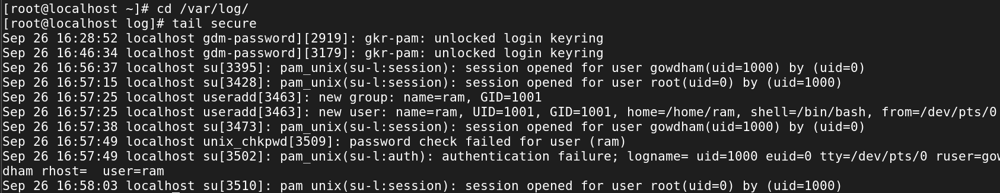 [root@localhost ~]# cd /var/log/
[root@localhost log]# tail secure
Sep 26 16:28:52 localhost gdm-password][2919]: gkr-pam: unlocked login keyring
Sep 26 16:46:34 localhost gdm-password][3179]: gkr-pam: unlocked login keyring
Sep 26 16:56:37 localhost su[3395]: pam_unix(su-l:session): session opened for user gowdham(uid=1000) by (uid=0)
Sep 26 16:57:15 localhost su[3428]: pam_unix(su-l:session): session opened for user root(uid=0) by (uid=1000)
Sep 26 16:57:25 localhost useradd[3463]: new group: name=ram, GID=1001
Sep 26 16:57:25 localhost useradd[3463]: new user: name=ram, UID=1001, GID=1001, home=/home/ram, shell=/bin/bash, from=/dev/pts/0
Sep 26 16:57:38 localhost su[3473]: pam_unix(su-l:session): session opened for user gowdham(uid=1000) by (uid=0)
Sep 26 16:57:49 localhost unix_chkpwd[3509]: password check failed for user (ram)
Sep 26 16:57:49 localhost su[3502]: pam_unix(su-l:auth): authentication failure; logname= uid=1000 euid=0 tty=/dev/pts/0 ruser=gow
dham rhost=  user=ram
Sep 26 16:58:03 localhost su[3510]: pam_unix(su-l:session): session opened for user root(uid=0) by (uid=1000)